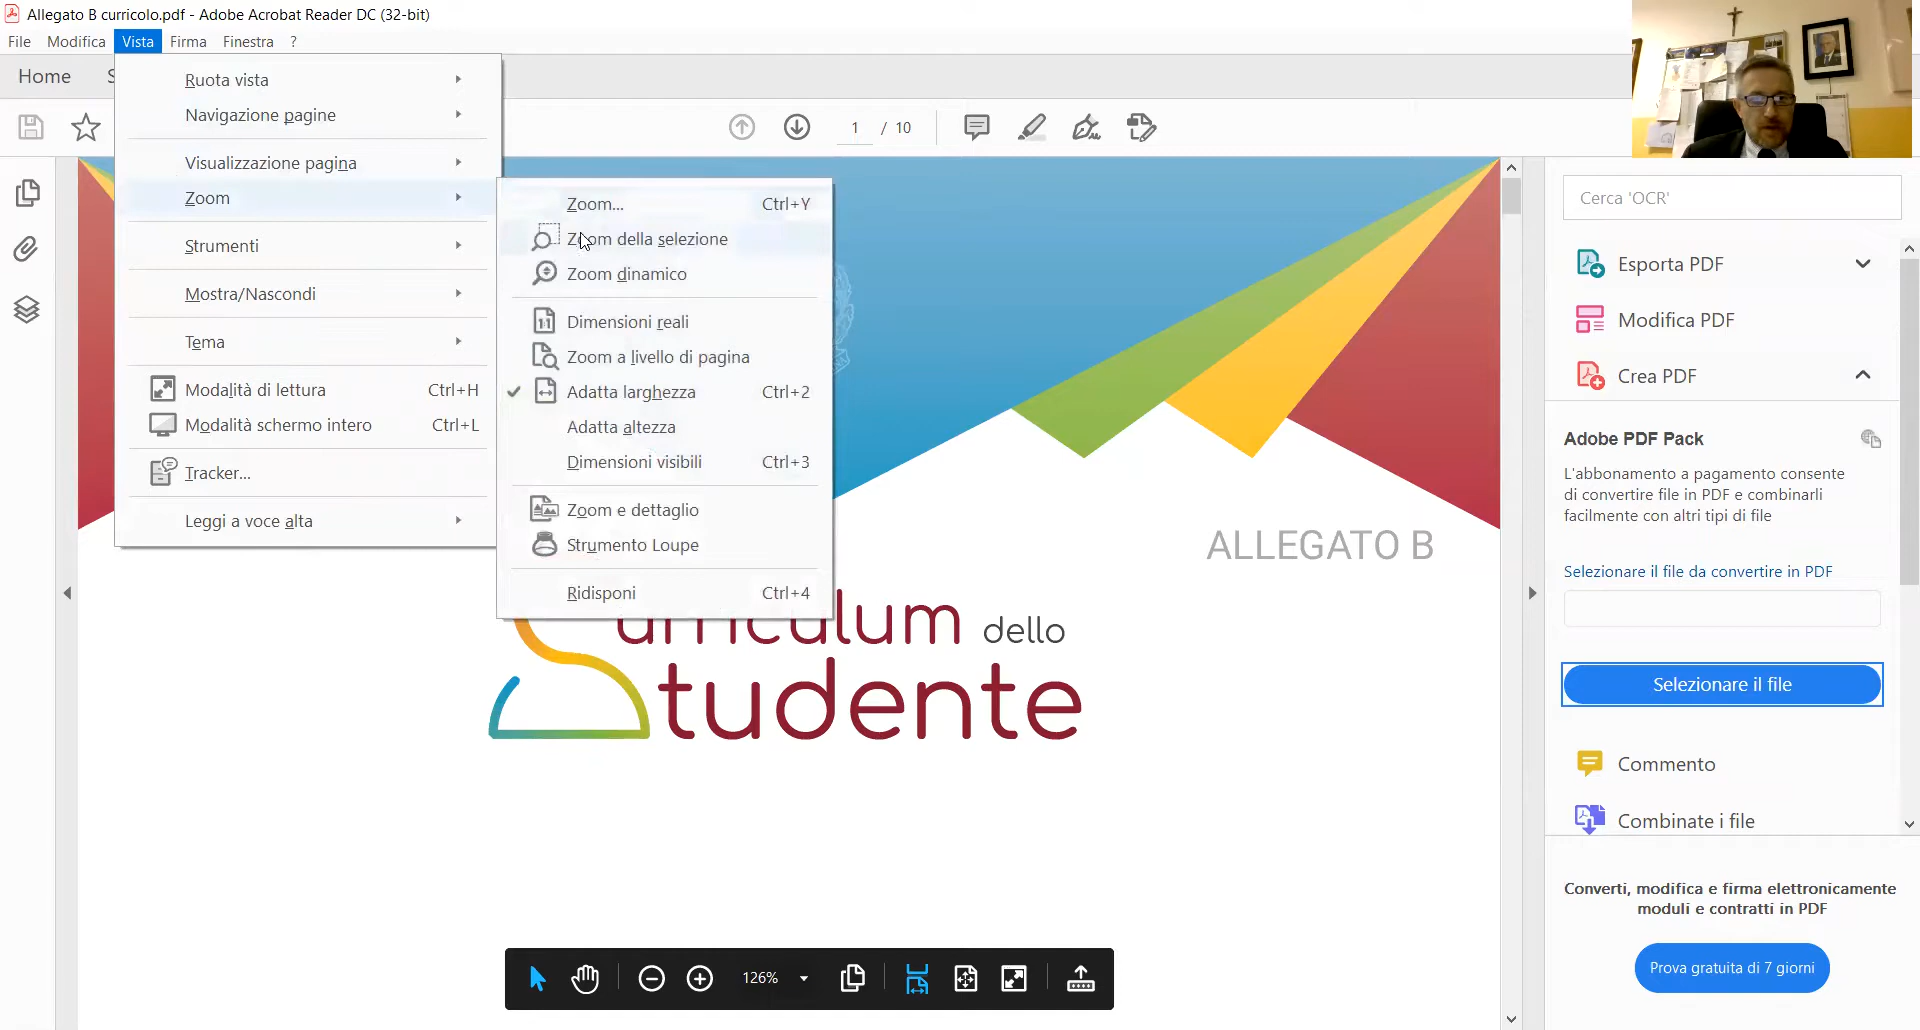 Allegato B curricolo.pdf - Adobe Acrobat Reader DC (32-bit)
File Modifica Vista Firma Finestra ?
Home S
1 / 10
Ruota vista
Navigazione pagine
Visualizzazione pagina
Zoom
Strumenti
Mostra/Nascondi
Tema
Modalità di lettura Ctrl+H
Modalità schermo intero Ctrl+L
Tracker...
Leggi a voce alta
Zoom... Ctrl+Y
Zoom della selezione
Zoom dinamico
Dimensioni reali
Zoom a livello di pagina
Adatta larghezza Ctrl+2
Adatta altezza
Dimensioni visibili Ctrl+3
Zoom e dettaglio
Strumento Loupe
Ridisponi Ctrl+4
ALLEGATO B
urriculum dello
tudente
126%
Cerca 'OCR'
Esporta PDF
Modifica PDF
Crea PDF
Adobe PDF Pack
L'abbonamento a pagamento consente
di convertire file in PDF e combinarli
facilmente con altri tipi di file
Selezionare il file da convertire in PDF
Selezionare il file
Commento
Combinate i file
Converti, modifica e firma elettronicamente
moduli e contratti in PDF
Prova gratuita di 7 giorni